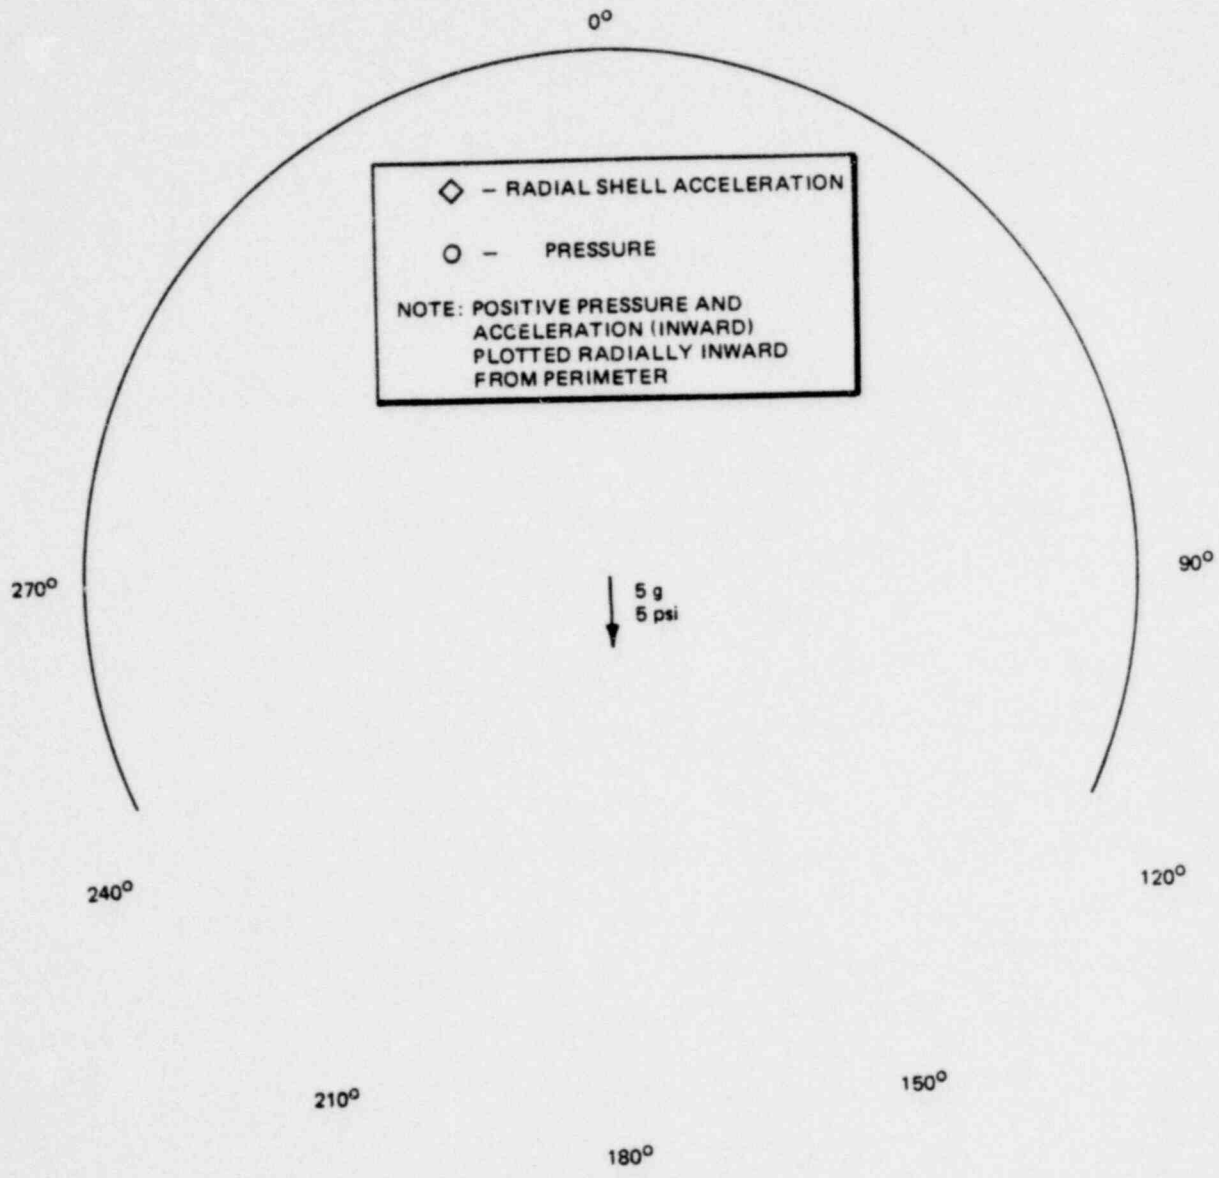 0°
◇ – RADIAL SHELL ACCELERATION
○ – PRESSURE
NOTE: POSITIVE PRESSURE AND
ACCELERATION (INWARD)
PLOTTED RADIALLY INWARD
FROM PERIMETER
270°
90°
5 g
5 psi
240°
120°
210°
150°
180°